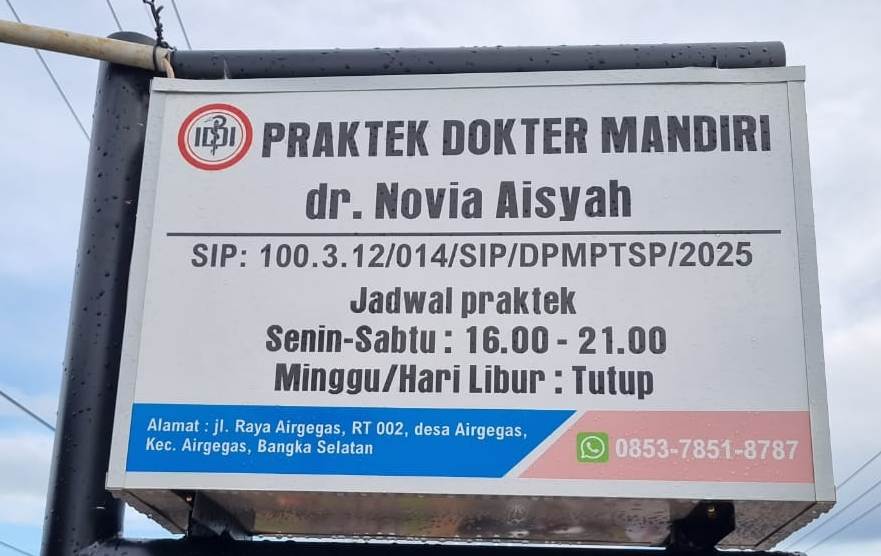 IDI PRAKTEK DOKTER MANDIRI
dr. Novia Aisyah
SIP: 100.3.12/014/SIP/DPMPTSP/2025
Jadwal praktek
Senin-Sabtu : 16.00 - 21.00
Minggu/Hari Libur : Tutup
Alamat : jl. Raya Airgegas, RT 002, desa Airgegas,
Kec. Airgegas, Bangka Selatan
0853-7851-8787